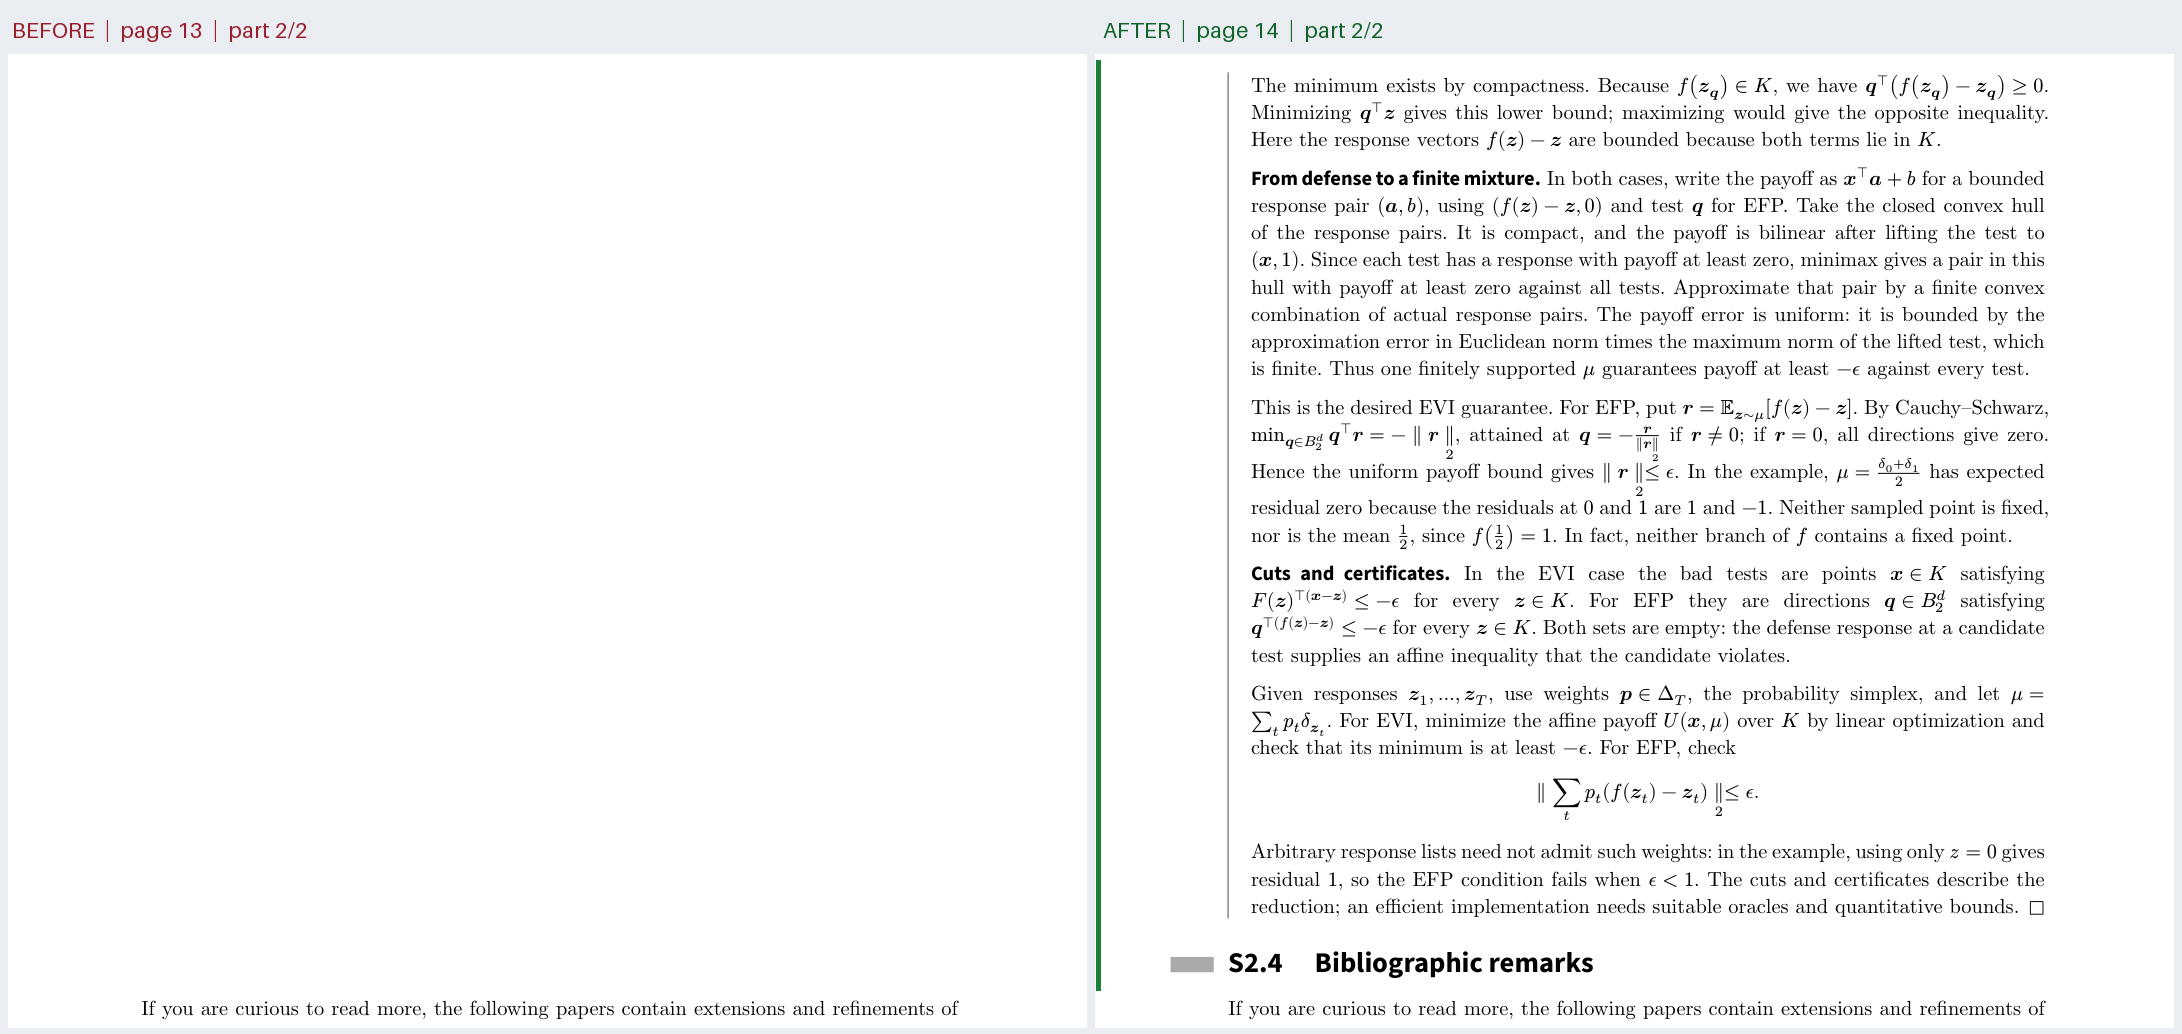 BEFORE | page 13 | part 2/2
If you are curious to read more, the following papers contain extensions and refinements of
AFTER | page 14 | part 2/2
The minimum exists by compactness. Because f(z_q) ∈ K, we have q^⊤(f(z_q) − z_q) ≥ 0.
Minimizing q^⊤z gives this lower bound; maximizing would give the opposite inequality.
Here the response vectors f(z) − z are bounded because both terms lie in K.
From defense to a finite mixture. In both cases, write the payoff as x^⊤a + b for a bounded
response pair (a, b), using (f(z) − z, 0) and test q for EFP. Take the closed convex hull
of the response pairs. It is compact, and the payoff is bilinear after lifting the test to
(x, 1). Since each test has a response with payoff at least zero, minimax gives a pair in this
hull with payoff at least zero against all tests. Approximate that pair by a finite convex
combination of actual response pairs. The payoff error is uniform: it is bounded by the
approximation error in Euclidean norm times the maximum norm of the lifted test, which
is finite. Thus one finitely supported μ guarantees payoff at least −ϵ against every test.
This is the desired EVI guarantee. For EFP, put r = 𝔼_{z∼μ}[f(z) − z]. By Cauchy–Schwarz,
min_{q∈B_2^d} q^⊤r = − ‖ r ‖_2, attained at q = −r/‖r‖_2 if r ≠ 0; if r = 0, all directions give zero.
Hence the uniform payoff bound gives ‖ r ‖_2 ≤ ϵ. In the example, μ = (δ_0+δ_1)/2 has expected
residual zero because the residuals at 0 and 1 are 1 and −1. Neither sampled point is fixed,
nor is the mean 1/2, since f(1/2) = 1. In fact, neither branch of f contains a fixed point.
Cuts and certificates. In the EVI case the bad tests are points x ∈ K satisfying
F(z)^{⊤(x−z)} ≤ −ϵ for every z ∈ K. For EFP they are directions q ∈ B_2^d satisfying
q^{⊤(f(z)−z)} ≤ −ϵ for every z ∈ K. Both sets are empty: the defense response at a candidate
test supplies an affine inequality that the candidate violates.
Given responses z_1, ..., z_T, use weights p ∈ Δ_T, the probability simplex, and let μ =
∑_t p_t δ_{z_t}. For EVI, minimize the affine payoff U(x, μ) over K by linear optimization and
check that its minimum is at least −ϵ. For EFP, check
‖ ∑_t p_t(f(z_t) − z_t) ‖_2 ≤ ϵ.
Arbitrary response lists need not admit such weights: in the example, using only z = 0 gives
residual 1, so the EFP condition fails when ϵ < 1. The cuts and certificates describe the
reduction; an efficient implementation needs suitable oracles and quantitative bounds. □
S2.4 Bibliographic remarks
If you are curious to read more, the following papers contain extensions and refinements of